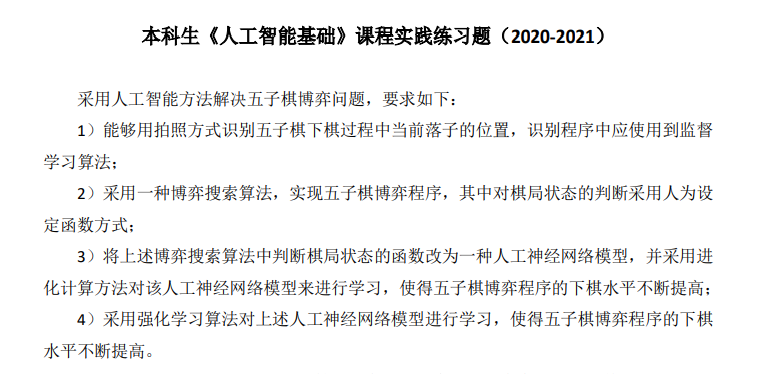 本科生《人工智能基础》课程实践练习题（2020-2021）
采用人工智能方法解决五子棋博弈问题，要求如下：
1）能够用拍照方式识别五子棋下棋过程中当前落子的位置，识别程序中应使用到监督
学习算法；
2）采用一种博弈搜索算法，实现五子棋博弈程序，其中对棋局状态的判断采用人为设
定函数方式；
3）将上述博弈搜索算法中判断棋局状态的函数改为一种人工神经网络模型，并采用进
化计算方法对该人工神经网络模型来进行学习，使得五子棋博弈程序的下棋水平不断提高；
4）采用强化学习算法对上述人工神经网络模型进行学习，使得五子棋博弈程序的下棋
水平不断提高。